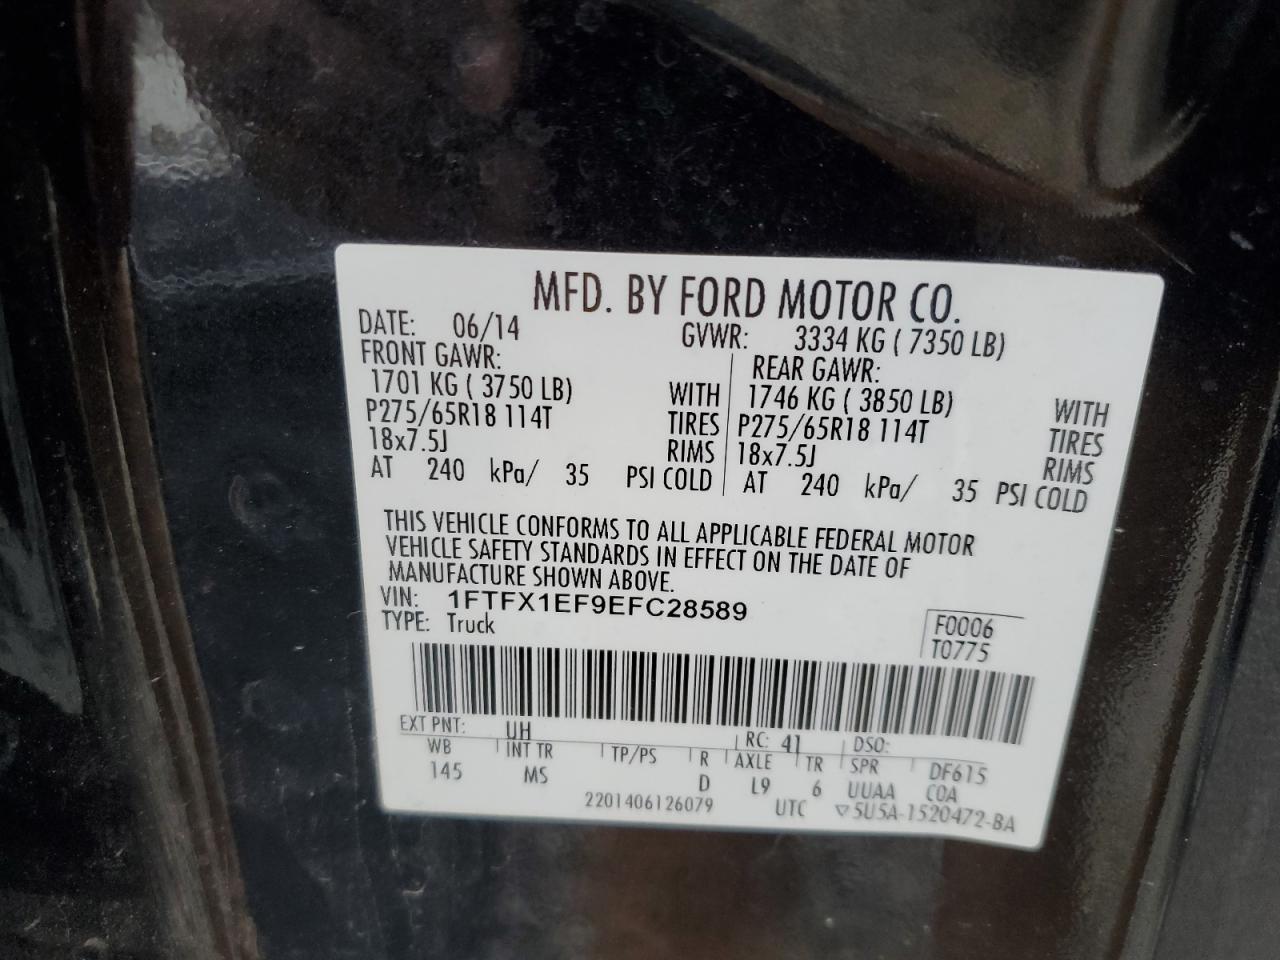 MFD. BY FORD MOTOR CO.
DATE: 06/14 GVWR: 3334 KG ( 7350 LB)
FRONT GAWR: REAR GAWR:
1701 KG ( 3750 LB) WITH 1746 KG ( 3850 LB) WITH
P275/65R18 114T TIRES P275/65R18 114T TIRES
18x7.5J RIMS 18x7.5J RIMS
AT 240 kPa/ 35 PSI COLD AT 240 kPa/ 35 PSI COLD
THIS VEHICLE CONFORMS TO ALL APPLICABLE FEDERAL MOTOR
VEHICLE SAFETY STANDARDS IN EFFECT ON THE DATE OF
MANUFACTURE SHOWN ABOVE.
VIN: 1FTFX1EF9EFC28589
TYPE: Truck
F0006
T0775
EXT PNT: UH RC: 41 DSO:
WB INT TR TP/PS R AXLE TR SPR DF615
145 MS D L9 6 UUAA COA
2201406126079 UTC ▽5U5A-1520472-BA